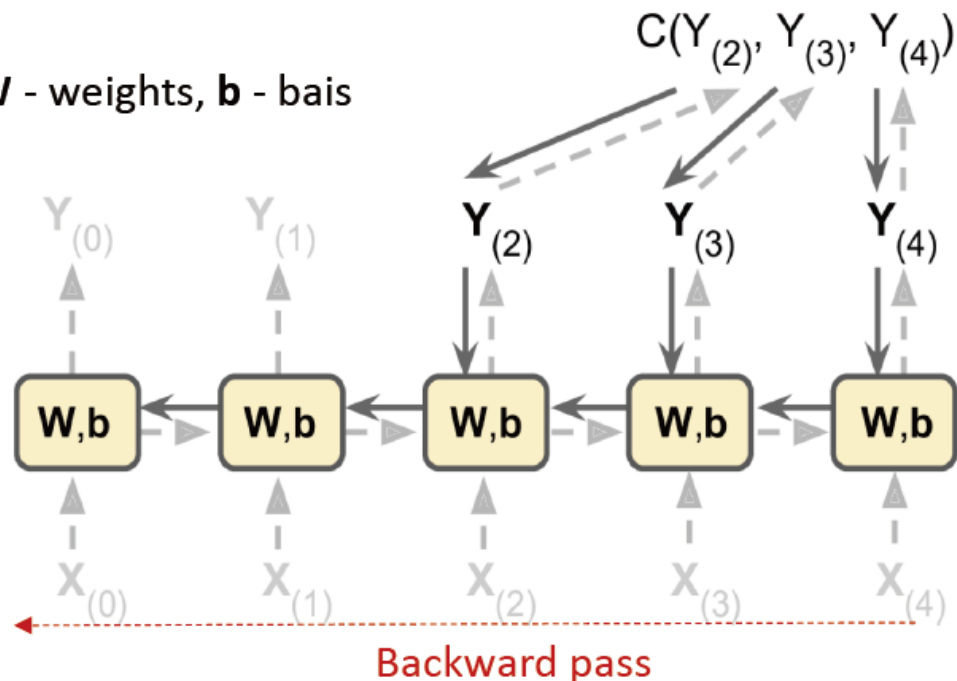 C(Y(2), Y(3), Y(4))
- weights, b - bais
Y(0) Y(1) Y(2) Y(3) Y(4)
W,b W,b W,b W,b W,b
X(0) X(1) X(2) X(3) X(4)
Backward pass